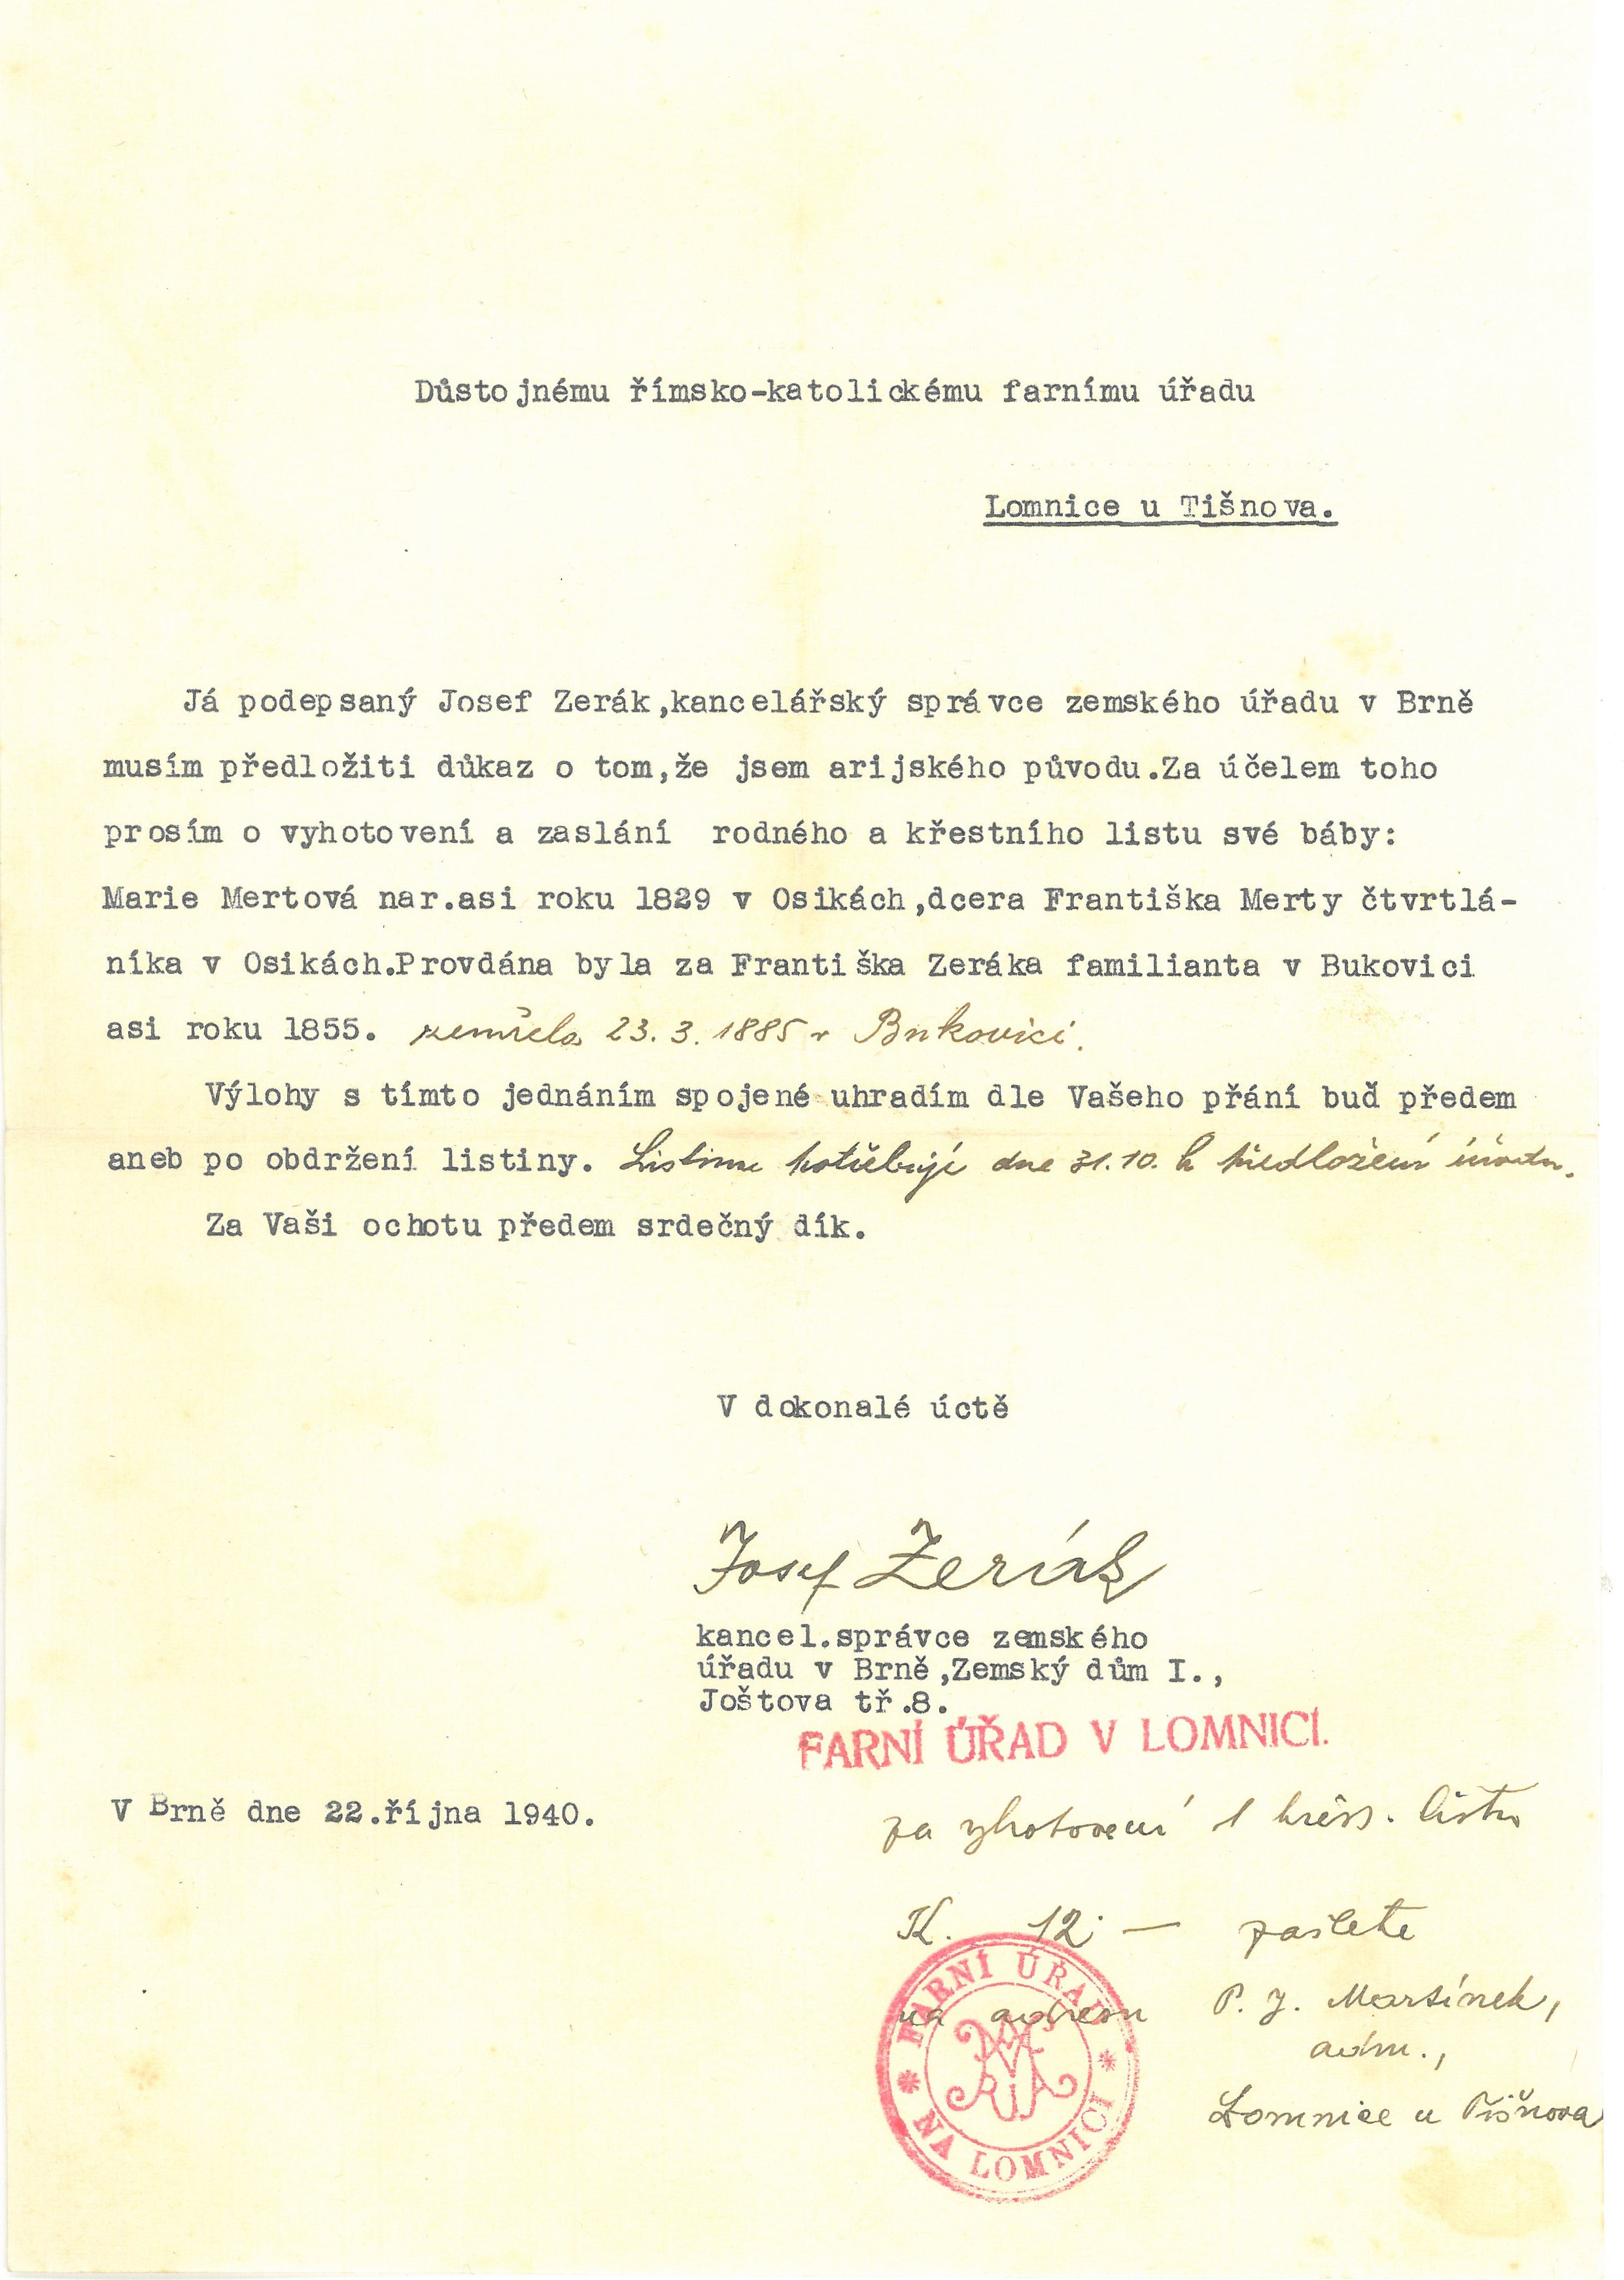 Důstojnému římsko-katolickému farnímu úřadu
Lomnice u Tišnova.
Já podepsaný Josef Zerák,kancelářský správce zemského úřadu v Brně
musím předložiti důkaz o tom,že jsem arijského původu.Za účelem toho
prosím o vyhotovení a zaslání rodného a křestního listu své báby:
Marie Mertová nar.asi roku 1829 v Osikách,dcera Františka Merty čtvrtlá-
níka v Osikách.Provdána byla za Františka Zeráka familianta v Bukovici
asi roku 1855. zemřela 23. 3. 1885 v Bukovici.
Výlohy s tímto jednáním spojené uhradím dle Vašeho přání buď předem
aneb po obdržení listiny. Listinu potřebuji dne 31. 10. k předložení úřadu.
Za Vaši ochotu předem srdečný dík.
V dokonalé úctě
Josef Zerák
kancel.správce zemského
úřadu v Brně,Zemský dům I.,
Joštova tř.8.
FARNÍ ÚŘAD V LOMNICI.
V Brně dne 22.října 1940.
za vyhotovení 1 křest. listu
K. 12.— zašlete
na adresu P. J. Martínek,
adm.,
Lomnice u Tišnova
FARNÍ ÚŘAD
NA LOMNICI